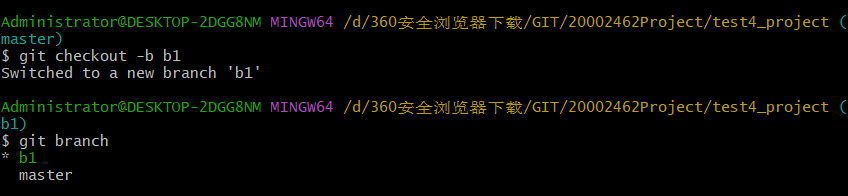 Administrator@DESKTOP-2DGG8NM MINGW64 /d/360安全浏览器下载/GIT/20002462Project/test4_project (
master)
$ git checkout -b b1
Switched to a new branch 'b1'
Administrator@DESKTOP-2DGG8NM MINGW64 /d/360安全浏览器下载/GIT/20002462Project/test4_project (
b1)
$ git branch
* b1
master